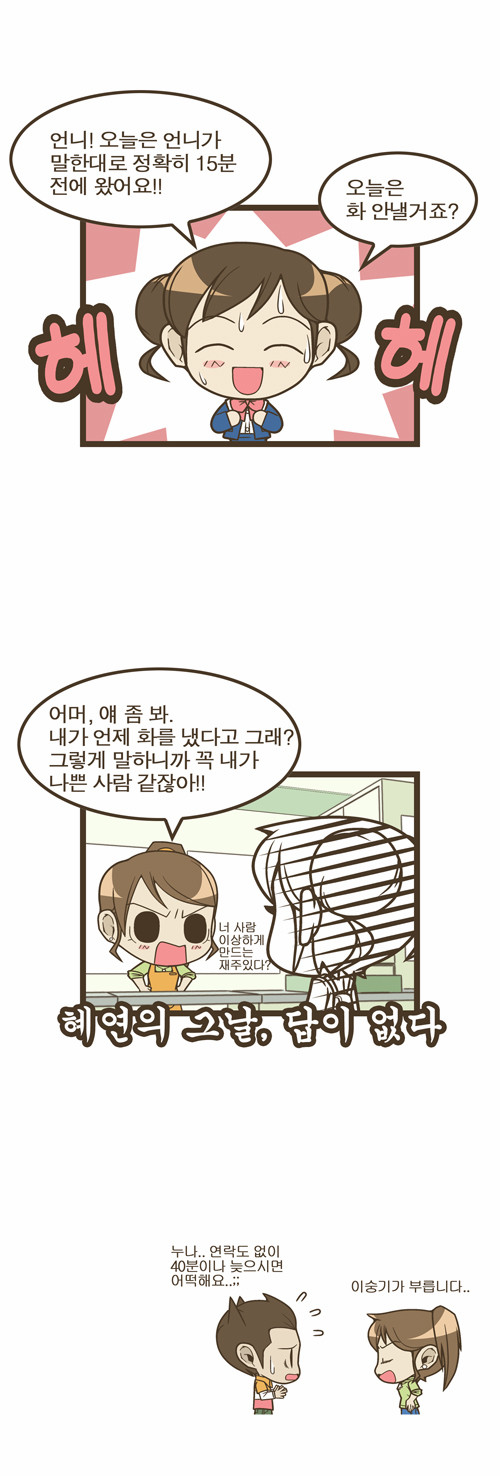 언니! 오늘은 언니가
말한대로 정확히 15분
전에 왔어요!!
오늘은
화 안낼거죠?
헤
헤
어머, 얘 좀 봐.
내가 언제 화를 냈다고 그래?
그렇게 말하니까 꼭 내가
나쁜 사람 같잖아!!
너 사람
이상하게
만드는
재주있다?
혜연의 그날, 답이 없다
누나.. 연락도 없이
40분이나 늦으시면
어떡해요..;;
이숭기가 부릅니다..